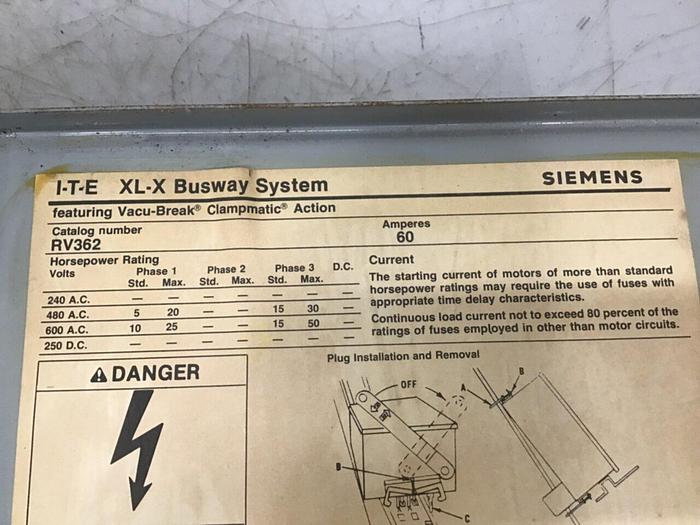 I-T-E XL-X Busway System SIEMENS
featuring Vacu-Break® Clampmatic® Action
Catalog number Amperes
RV362 60
Horsepower Rating Current
Volts Phase 1 Phase 2 Phase 3 D.C.
Std. Max. Std. Max. Std. Max.
240 A.C. — — — — — — —
480 A.C. 5 20 — — 15 30 —
600 A.C. 10 25 — — 15 50 —
250 D.C. — — — — — — —
The starting current of motors of more than standard
horsepower ratings may require the use of fuses with
appropriate time delay characteristics.
Continuous load current not to exceed 80 percent of the
ratings of fuses employed in other than motor circuits.
DANGER
Plug Installation and Removal
OFF
A
B
B
C